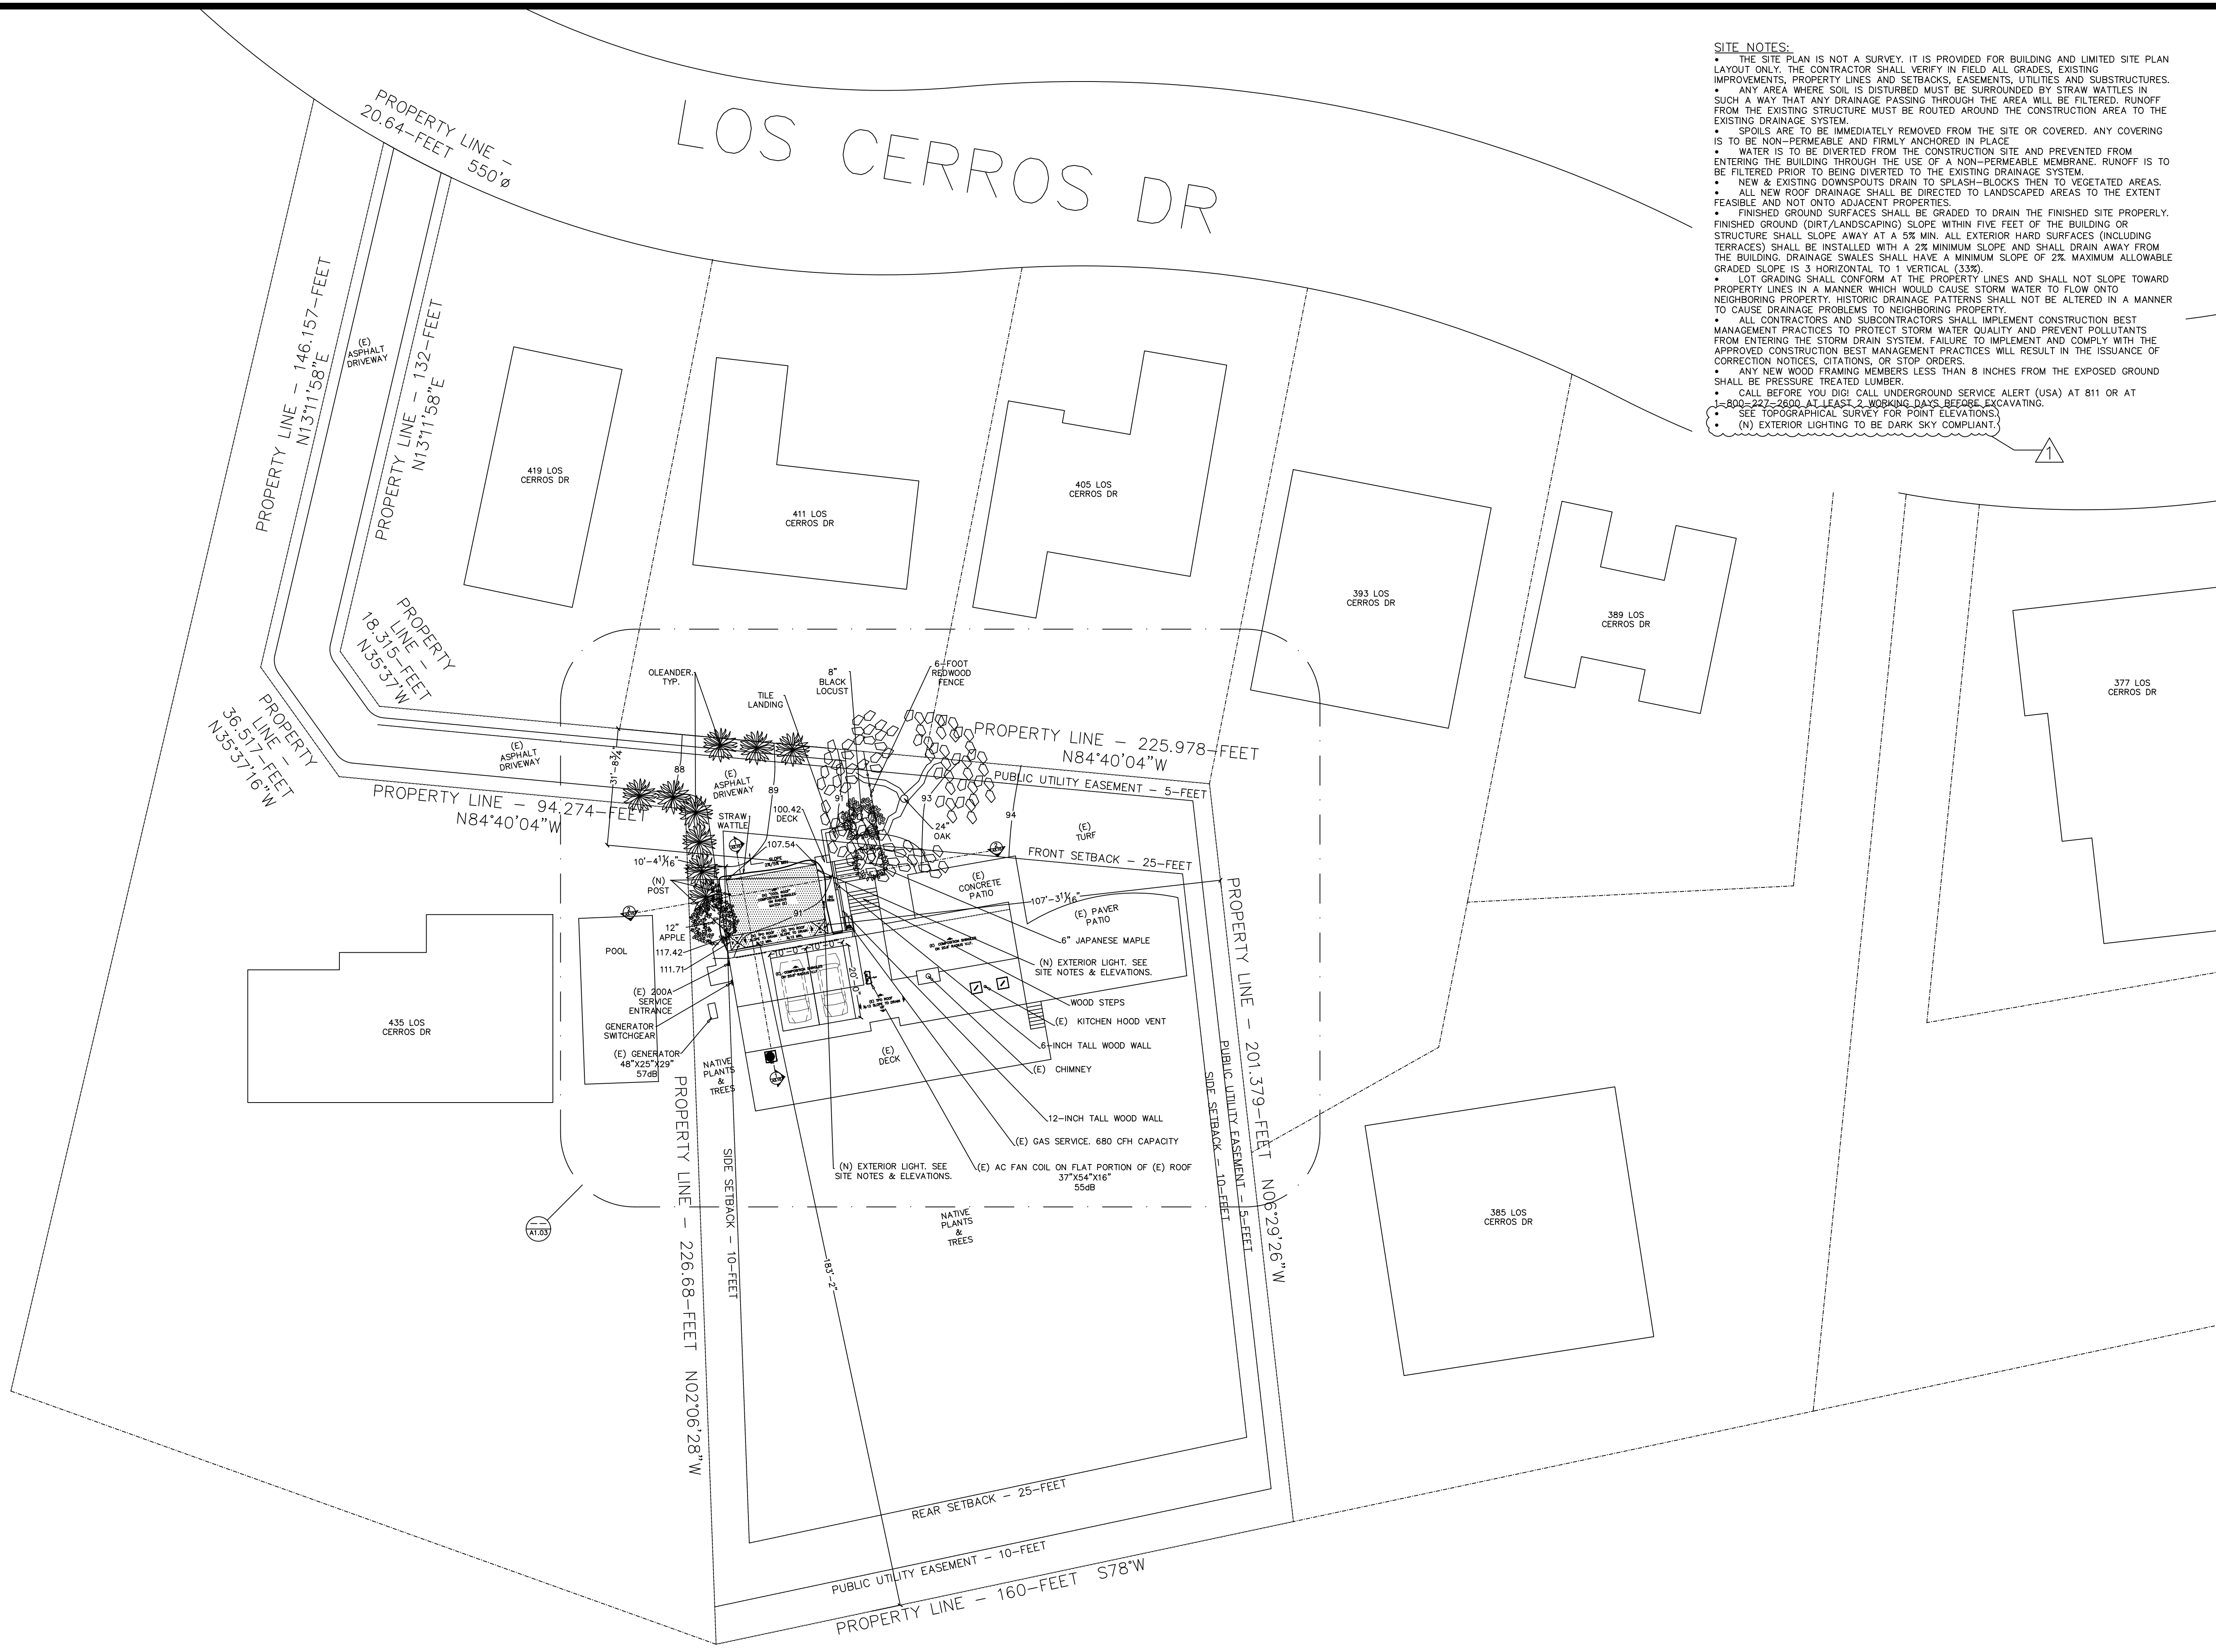 SITE NOTES:
• THE SITE PLAN IS NOT A SURVEY. IT IS PROVIDED FOR BUILDING AND LIMITED SITE PLAN
LAYOUT ONLY. THE CONTRACTOR SHALL VERIFY IN FIELD ALL GRADES, EXISTING
IMPROVEMENTS, PROPERTY LINES AND SETBACKS, EASEMENTS, UTILITIES AND SUBSTRUCTURES.
• ANY AREA WHERE SOIL IS DISTURBED MUST BE SURROUNDED BY STRAW WATTLES IN
SUCH A WAY THAT ANY DRAINAGE PASSING THROUGH THE AREA WILL BE FILTERED. RUNOFF
FROM THE EXISTING STRUCTURE MUST BE ROUTED AROUND THE CONSTRUCTION AREA TO THE
EXISTING DRAINAGE SYSTEM.
• SPOILS ARE TO BE IMMEDIATELY REMOVED FROM THE SITE OR COVERED. ANY COVERING
IS TO BE NON-PERMEABLE AND FIRMLY ANCHORED IN PLACE
• WATER IS TO BE DIVERTED FROM THE CONSTRUCTION SITE AND PREVENTED FROM
ENTERING THE BUILDING THROUGH THE USE OF A NON-PERMEABLE MEMBRANE. RUNOFF IS TO
BE FILTERED PRIOR TO BEING DIVERTED TO THE EXISTING DRAINAGE SYSTEM.
• NEW & EXISTING DOWNSPOUTS DRAIN TO SPLASH-BLOCKS THEN TO VEGETATED AREAS.
• ALL NEW ROOF DRAINAGE SHALL BE DIRECTED TO LANDSCAPED AREAS TO THE EXTENT
FEASIBLE AND NOT ONTO ADJACENT PROPERTIES.
• FINISHED GROUND SURFACES SHALL BE GRADED TO DRAIN THE FINISHED SITE PROPERLY.
FINISHED GROUND (DIRT/LANDSCAPING) SLOPE WITHIN FIVE FEET OF THE BUILDING OR
STRUCTURE SHALL SLOPE AWAY AT A 5% MIN. ALL EXTERIOR HARD SURFACES (INCLUDING
TERRACES) SHALL BE INSTALLED WITH A 2% MINIMUM SLOPE AND SHALL DRAIN AWAY FROM
THE BUILDING. DRAINAGE SWALES SHALL HAVE A MINIMUM SLOPE OF 2%. MAXIMUM ALLOWABLE
GRADED SLOPE IS 3 HORIZONTAL TO 1 VERTICAL (33%).
• LOT GRADING SHALL CONFORM AT THE PROPERTY LINES AND SHALL NOT SLOPE TOWARD
PROPERTY LINES IN A MANNER WHICH WOULD CAUSE STORM WATER TO FLOW ONTO
NEIGHBORING PROPERTY. HISTORIC DRAINAGE PATTERNS SHALL NOT BE ALTERED IN A MANNER
TO CAUSE DRAINAGE PROBLEMS TO NEIGHBORING PROPERTY.
• ALL CONTRACTORS AND SUBCONTRACTORS SHALL IMPLEMENT CONSTRUCTION BEST
MANAGEMENT PRACTICES TO PROTECT STORM WATER QUALITY AND PREVENT POLLUTANTS
FROM ENTERING THE STORM DRAIN SYSTEM. FAILURE TO IMPLEMENT AND COMPLY WITH THE
APPROVED CONSTRUCTION BEST MANAGEMENT PRACTICES WILL RESULT IN THE ISSUANCE OF
CORRECTION NOTICES, CITATIONS, OR STOP ORDERS.
• ANY NEW WOOD FRAMING MEMBERS LESS THAN 8 INCHES FROM THE EXPOSED GROUND
SHALL BE PRESSURE TREATED LUMBER.
• CALL BEFORE YOU DIG! CALL UNDERGROUND SERVICE ALERT (USA) AT 811 OR AT
1-800-227-2600 AT LEAST 2 WORKING DAYS BEFORE EXCAVATING.
• SEE TOPOGRAPHICAL SURVEY FOR POINT ELEVATIONS.
• (N) EXTERIOR LIGHTING TO BE DARK SKY COMPLIANT.
1
LOS CERROS DR
PROPERTY LINE -
20.64-FEET 550'ø
PROPERTY LINE - 146.157-FEET
N13°11'58"E
(E)
ASPHALT
DRIVEWAY
PROPERTY LINE - 132-FEET
N13°11'58"E
419 LOS
CERROS DR
411 LOS
CERROS DR
405 LOS
CERROS DR
393 LOS
CERROS DR
389 LOS
CERROS DR
377 LOS
CERROS DR
PROPERTY
LINE -
18.315-FEET
N35°37'W
PROPERTY
LINE -
36.517-FEET
N35°37'16"W
OLEANDER.
TYP.
TILE
LANDING
8"
BLACK
LOCUST
6-FOOT
REDWOOD
FENCE
PROPERTY LINE - 225.978-FEET
N84°40'04"W
PUBLIC UTILITY EASEMENT - 5-FEET
(E)
ASPHALT
DRIVEWAY
31'-8¾"
88
(E)
ASPHALT
DRIVEWAY
89
91
93
94
PROPERTY LINE - 94.274-FEET
N84°40'04"W
STRAW
WATTLE
100.42
DECK
24"
OAK
(E)
TURF
107.54
FRONT SETBACK - 25-FEET
10'-4 1/16"
(N)
POST
(E)
CONCRETE
PATIO
107'-3 11/16"
(E) PAVER
PATIO
91
12"
APPLE
117.42
111.71
POOL
10'-0"
10'-0"
20'-0"
6" JAPANESE MAPLE
(N) EXTERIOR LIGHT. SEE
SITE NOTES & ELEVATIONS.
WOOD STEPS
(E) KITCHEN HOOD VENT
6-INCH TALL WOOD WALL
(E) CHIMNEY
12-INCH TALL WOOD WALL
(E) GAS SERVICE. 680 CFH CAPACITY
(E) AC FAN COIL ON FLAT PORTION OF (E) ROOF
37"X54"X16"
55dB
(N) EXTERIOR LIGHT. SEE
SITE NOTES & ELEVATIONS.
(E) 200A
SERVICE
ENTRANCE
GENERATOR
SWITCHGEAR
(E) GENERATOR
48"X25"X29"
57dB
NATIVE
PLANTS
&
TREES
(E)
DECK
435 LOS
CERROS DR
385 LOS
CERROS DR
A1.03
NATIVE
PLANTS
&
TREES
PROPERTY LINE - 226.68-FEET N02°06'28"W
SIDE SETBACK - 10-FEET
183'-2"
SIDE SETBACK - 10-FEET
PUBLIC UTILITY EASEMENT - 5-FEET
PROPERTY LINE - 201.379-FEET N06°29'26"W
REAR SETBACK - 25-FEET
PUBLIC UTILITY EASEMENT - 10-FEET
PROPERTY LINE - 160-FEET S78°W